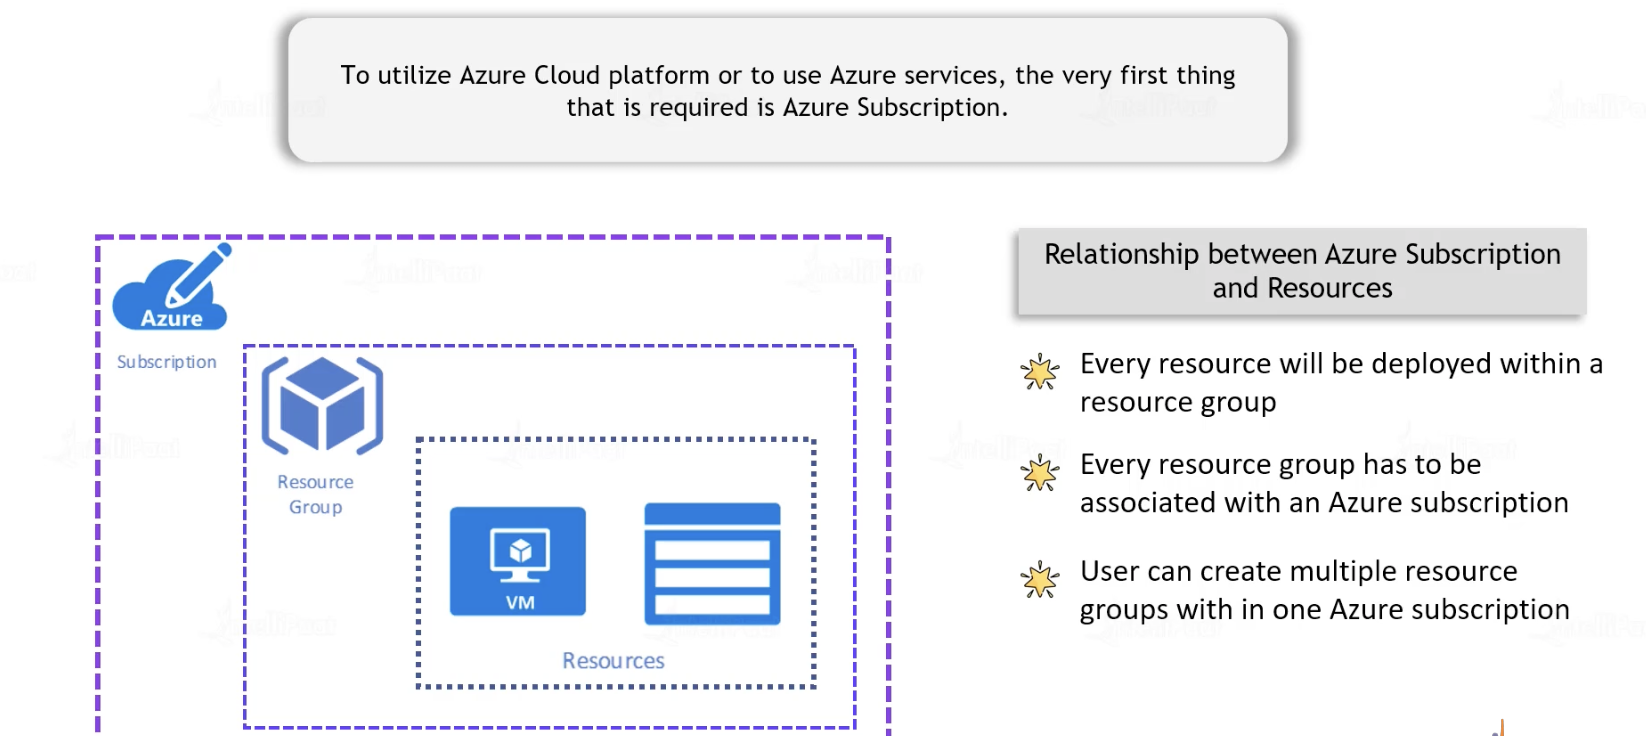 To utilize Azure Cloud platform or to use Azure services, the very first thing
that is required is Azure Subscription.
Azure
Subscription
Resource
Group
VM
Resources
Relationship between Azure Subscription
and Resources
Every resource will be deployed within a
resource group
Every resource group has to be
associated with an Azure subscription
User can create multiple resource
groups with in one Azure subscription